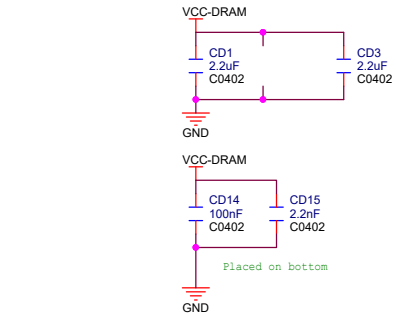 VCC-DRAM
CD1
2.2uF
C0402
CD3
2.2uF
C0402
GND
VCC-DRAM
CD14
100nF
C0402
CD15
2.2nF
C0402
Placed on bottom
GND